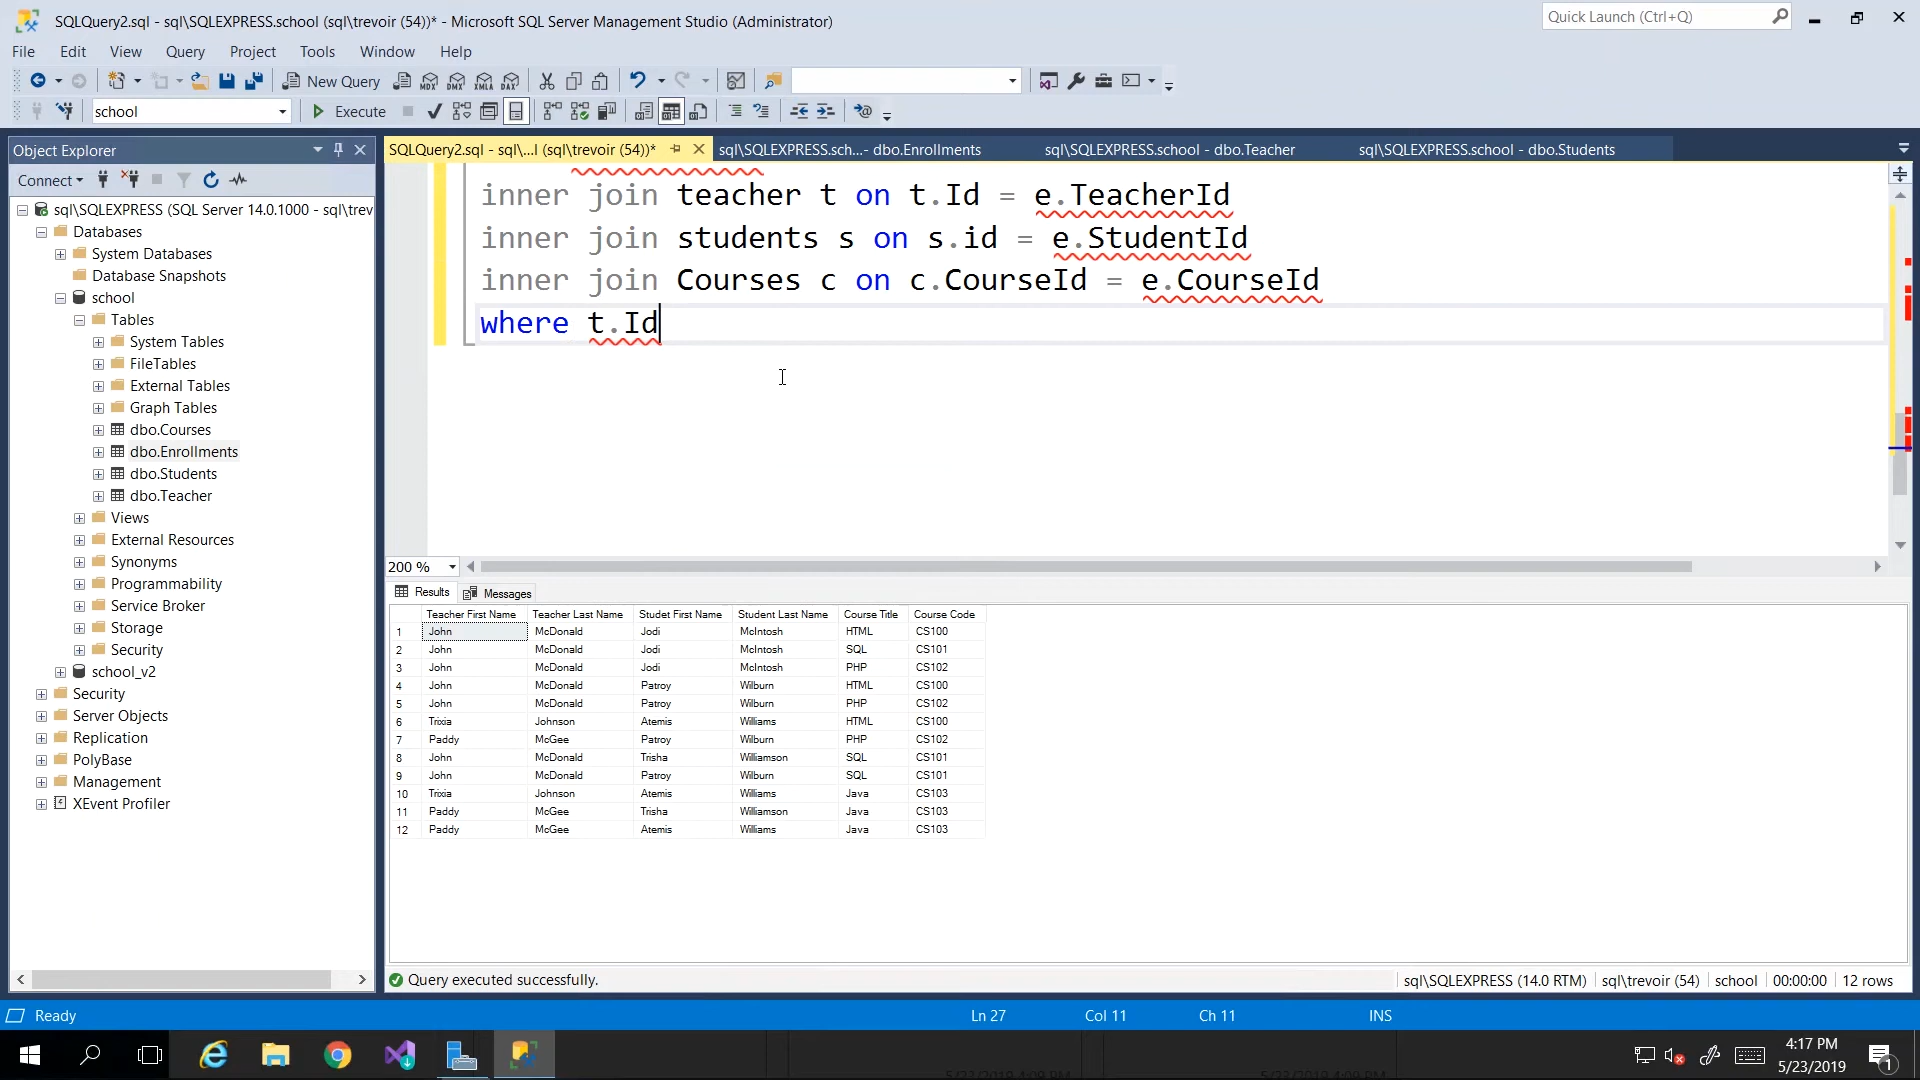 SQLQuery2.sql - sql\SQLEXPRESS.school (sql\trevoir (54))* - Microsoft SQL Server Management Studio (Administrator)
Quick Launch (Ctrl+Q)
File Edit View Query Project Tools Window Help
New Query MDX DMX XMLA DAX
school Execute
Object Explorer
SQLQuery2.sql - sql\...l (sql\trevoir (54))* sql\SQLEXPRESS.sch...- dbo.Enrollments sql\SQLEXPRESS.school - dbo.Teacher sql\SQLEXPRESS.school - dbo.Students
Connect
sql\SQLEXPRESS (SQL Server 14.0.1000 - sql\trev
Databases
System Databases
Database Snapshots
school
Tables
System Tables
FileTables
External Tables
Graph Tables
dbo.Courses
dbo.Enrollments
dbo.Students
dbo.Teacher
Views
External Resources
Synonyms
Programmability
Service Broker
Storage
Security
school_v2
Security
Server Objects
Replication
PolyBase
Management
XEvent Profiler
inner join teacher t on t.Id = e.TeacherId
inner join students s on s.id = e.StudentId
inner join Courses c on c.CourseId = e.CourseId
where t.Id
200 %
Results Messages
Teacher First Name Teacher Last Name Studet First Name Student Last Name Course Title Course Code
1 John McDonald Jodi McIntosh HTML CS100
2 John McDonald Jodi McIntosh SQL CS101
3 John McDonald Jodi McIntosh PHP CS102
4 John McDonald Patroy Wilburn HTML CS100
5 John McDonald Patroy Wilburn PHP CS102
6 Trixia Johnson Atemis Williams HTML CS100
7 Paddy McGee Patroy Wilburn PHP CS102
8 John McDonald Trisha Williamson SQL CS101
9 John McDonald Patroy Wilburn SQL CS101
10 Trixia Johnson Atemis Williams Java CS103
11 Paddy McGee Trisha Williamson Java CS103
12 Paddy McGee Atemis Williams Java CS103
Query executed successfully. sql\SQLEXPRESS (14.0 RTM) sql\trevoir (54) school 00:00:00 12 rows
Ready Ln 27 Col 11 Ch 11 INS
4:17 PM
5/23/2019
1